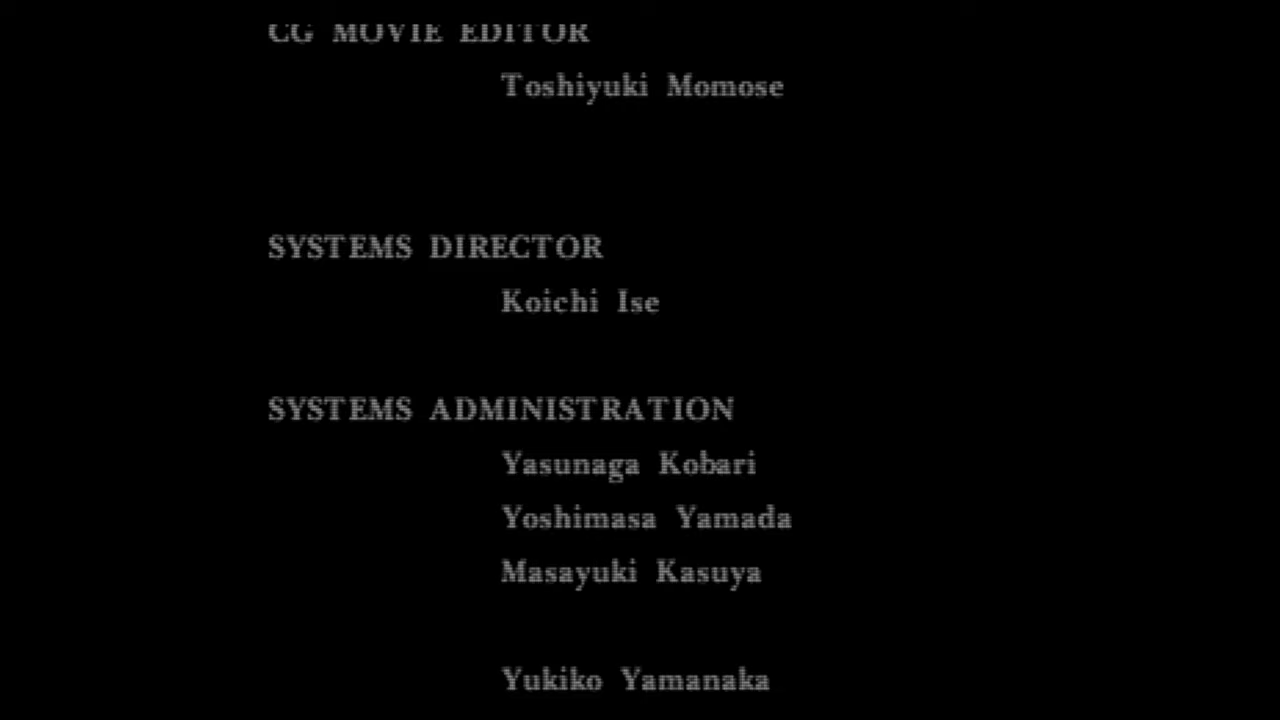 CG MOVIE EDITOR
Toshiyuki Momose
SYSTEMS DIRECTOR
Koichi Ise
SYSTEMS ADMINISTRATION
Yasunaga Kobari
Yoshimasa Yamada
Masayuki Kasuya
Yukiko Yamanaka